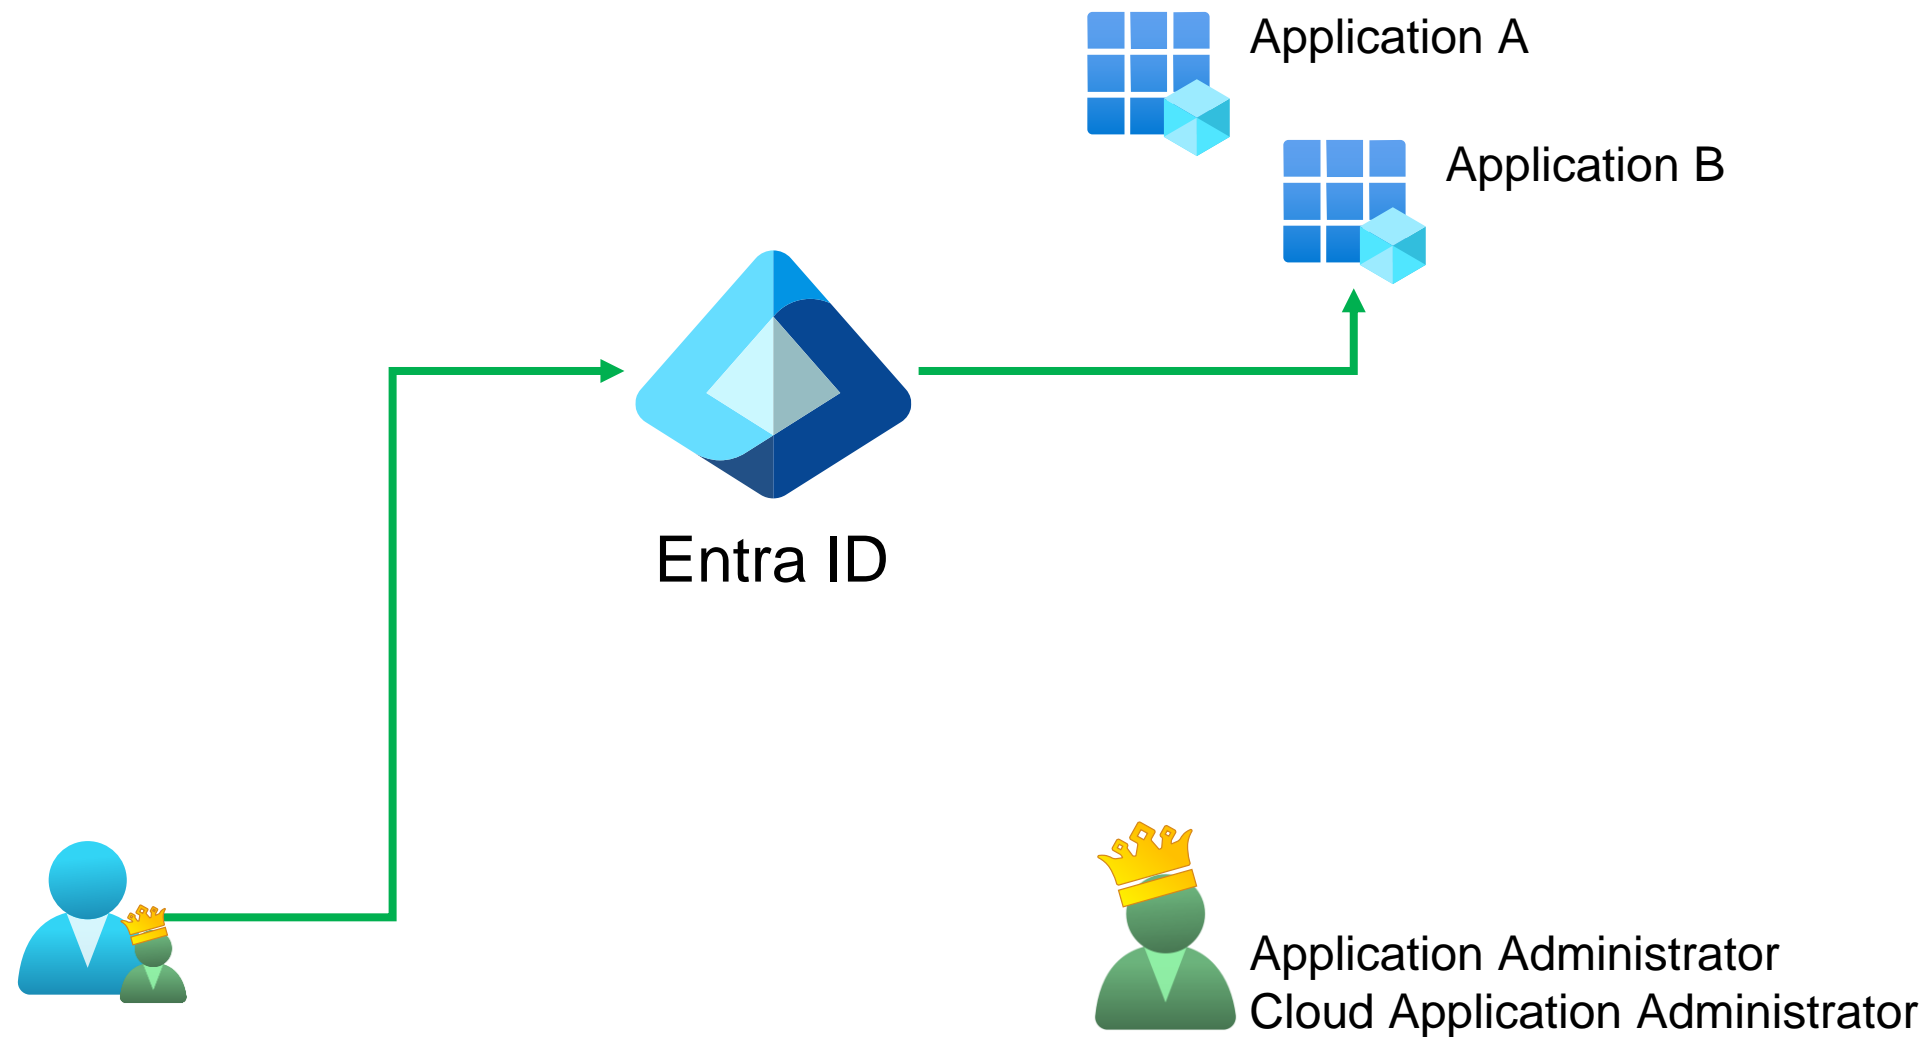 Application A
Application B
Entra ID
Application Administrator
Cloud Application Administrator